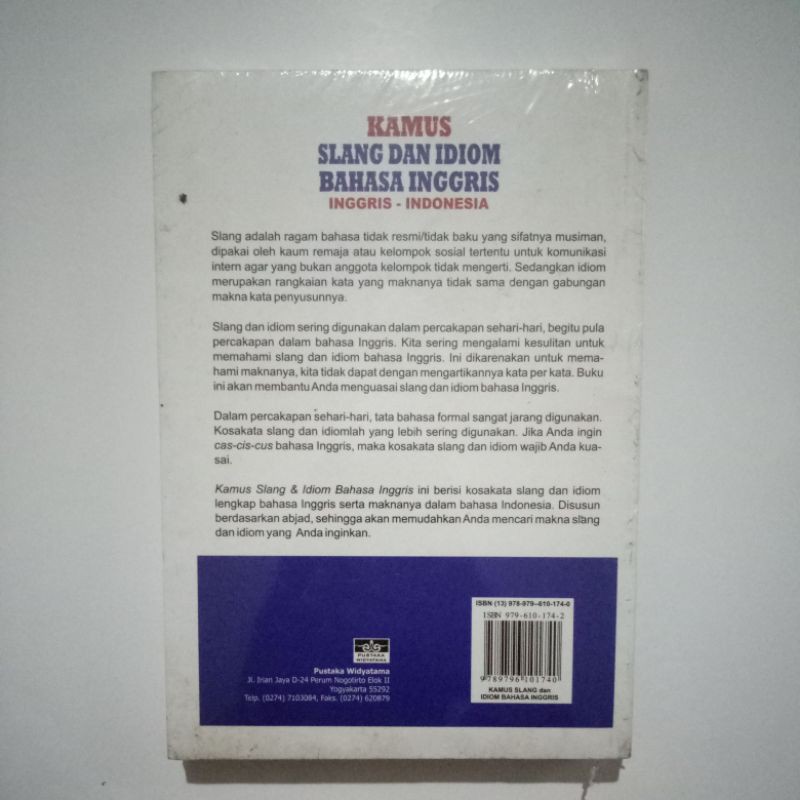 KAMUS
SLANG DAN IDIOM
BAHASA INGGRIS
INGGRIS - INDONESIA
Slang adalah ragam bahasa tidak resmi/tidak baku yang sifatnya musiman,
dipakai oleh kaum remaja atau kelompok sosial tertentu untuk komunikasi
intern agar yang bukan anggota kelompok tidak mengerti. Sedangkan idiom
merupakan rangkaian kata yang maknanya tidak sama dengan gabungan
makna kata penyusunnya.
Slang dan idiom sering digunakan dalam percakapan sehari-hari, begitu pula
percakapan dalam bahasa Inggris. Kita sering mengalami kesulitan untuk
memahami slang dan idiom bahasa Inggris. Ini dikarenakan untuk mema-
hami maknanya, kita tidak dapat dengan mengartikannya kata per kata. Buku
ini akan membantu Anda menguasai slang dan idiom bahasa Inggris.
Dalam percakapan sehari-hari, tata bahasa formal sangat jarang digunakan.
Kosakata slang dan idiomlah yang lebih sering digunakan. Jika Anda ingin
cas-cis-cus bahasa Inggris, maka kosakata slang dan idiom wajib Anda kua-
sai.
Kamus Slang & Idiom Bahasa Inggris ini berisi kosakata slang dan idiom
lengkap bahasa Inggris serta maknanya dalam bahasa Indonesia. Disusun
berdasarkan abjad, sehingga akan memudahkan Anda mencari makna slang
dan idiom yang Anda inginkan.
PUSTAKA
WIDYATAMA
Pustaka Widyatama
Jl. Irian Jaya D-24 Perum Nogotirto Elok II
Yogyakarta 55292
Telp. (0274) 7103084, Faks. (0274) 620879
ISBN (13) 978-979-610-174-0
ISBN 979-610-174-2
9 789796 101740
KAMUS SLANG dan
IDIOM BAHASA INGGRIS